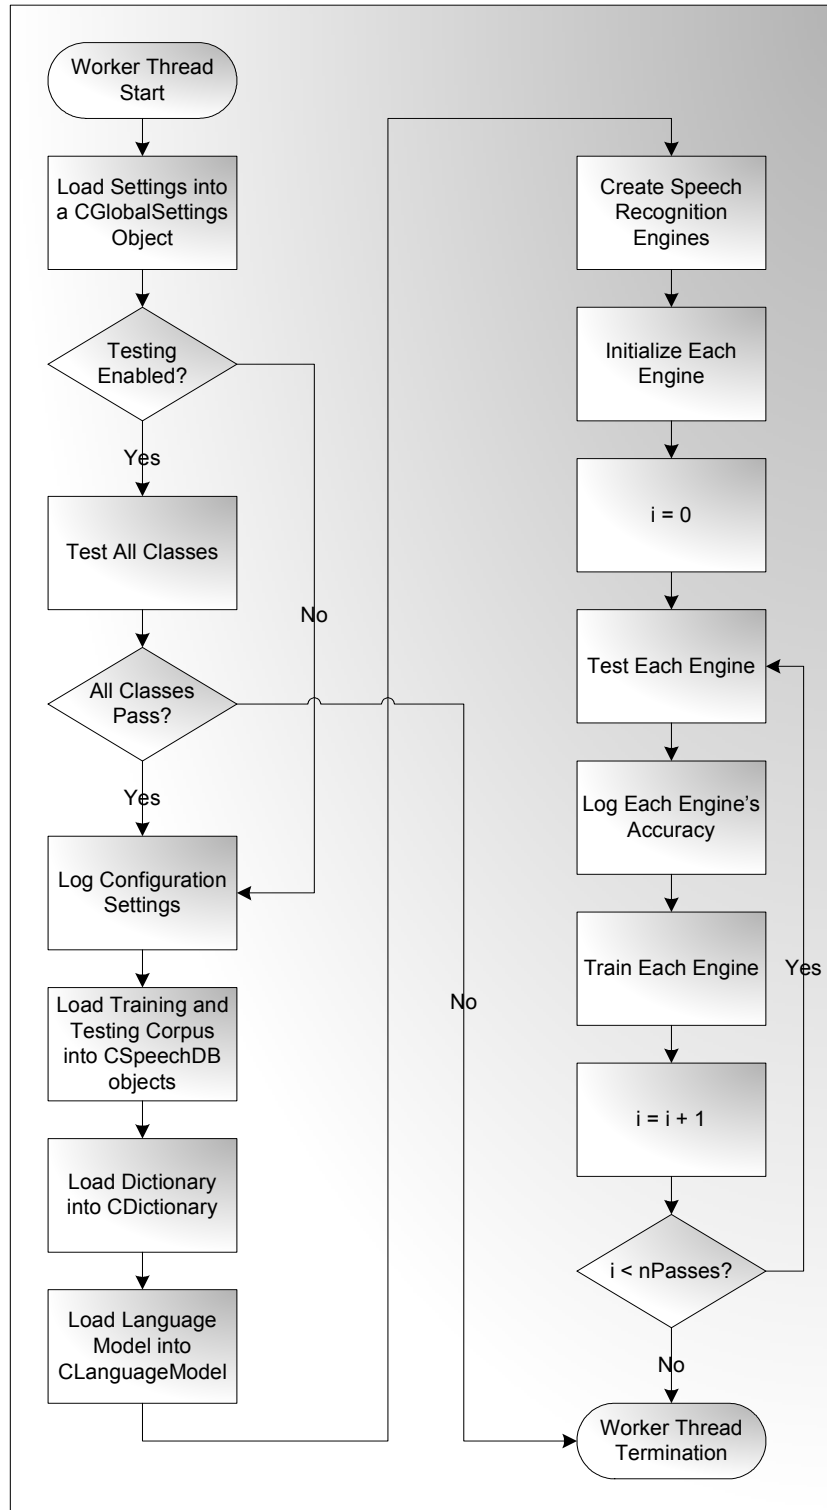 Worker Thread
Start
Load Settings into
a CGlobalSettings
Object
Testing
Enabled?
Yes
No
Test All Classes
All Classes
Pass?
Yes
No
Log Configuration
Settings
Load Training and
Testing Corpus
into CSpeechDB
objects
Load Dictionary
into CDictionary
Load Language
Model into
CLanguageModel
Create Speech
Recognition
Engines
Initialize Each
Engine
i = 0
Test Each Engine
Log Each Engine’s
Accuracy
Train Each Engine
Yes
i = i + 1
i < nPasses?
No
Worker Thread
Termination